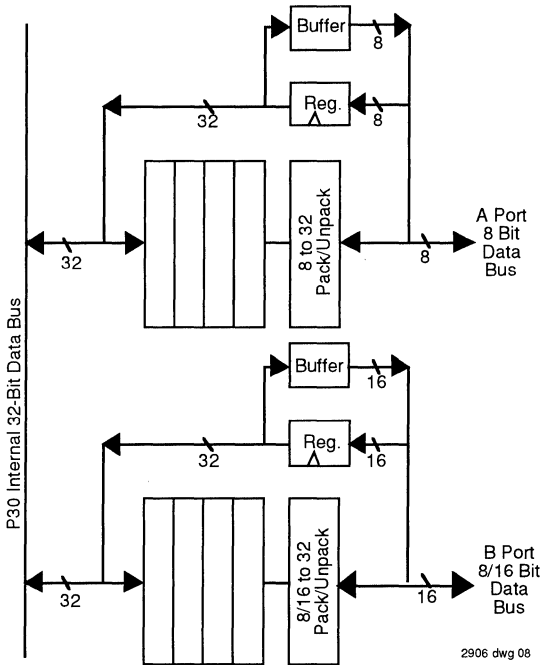 Buffer
8
Reg.
32
8
8 to 32
Pack/Unpack
A Port
8 Bit
Data
Bus
32
8
P30 Internal 32-Bit Data Bus
Buffer
16
Reg.
32
16
8/16 to 32
Pack/Unpack
B Port
8/16 Bit
Data
Bus
32
16
2906 dwg 08